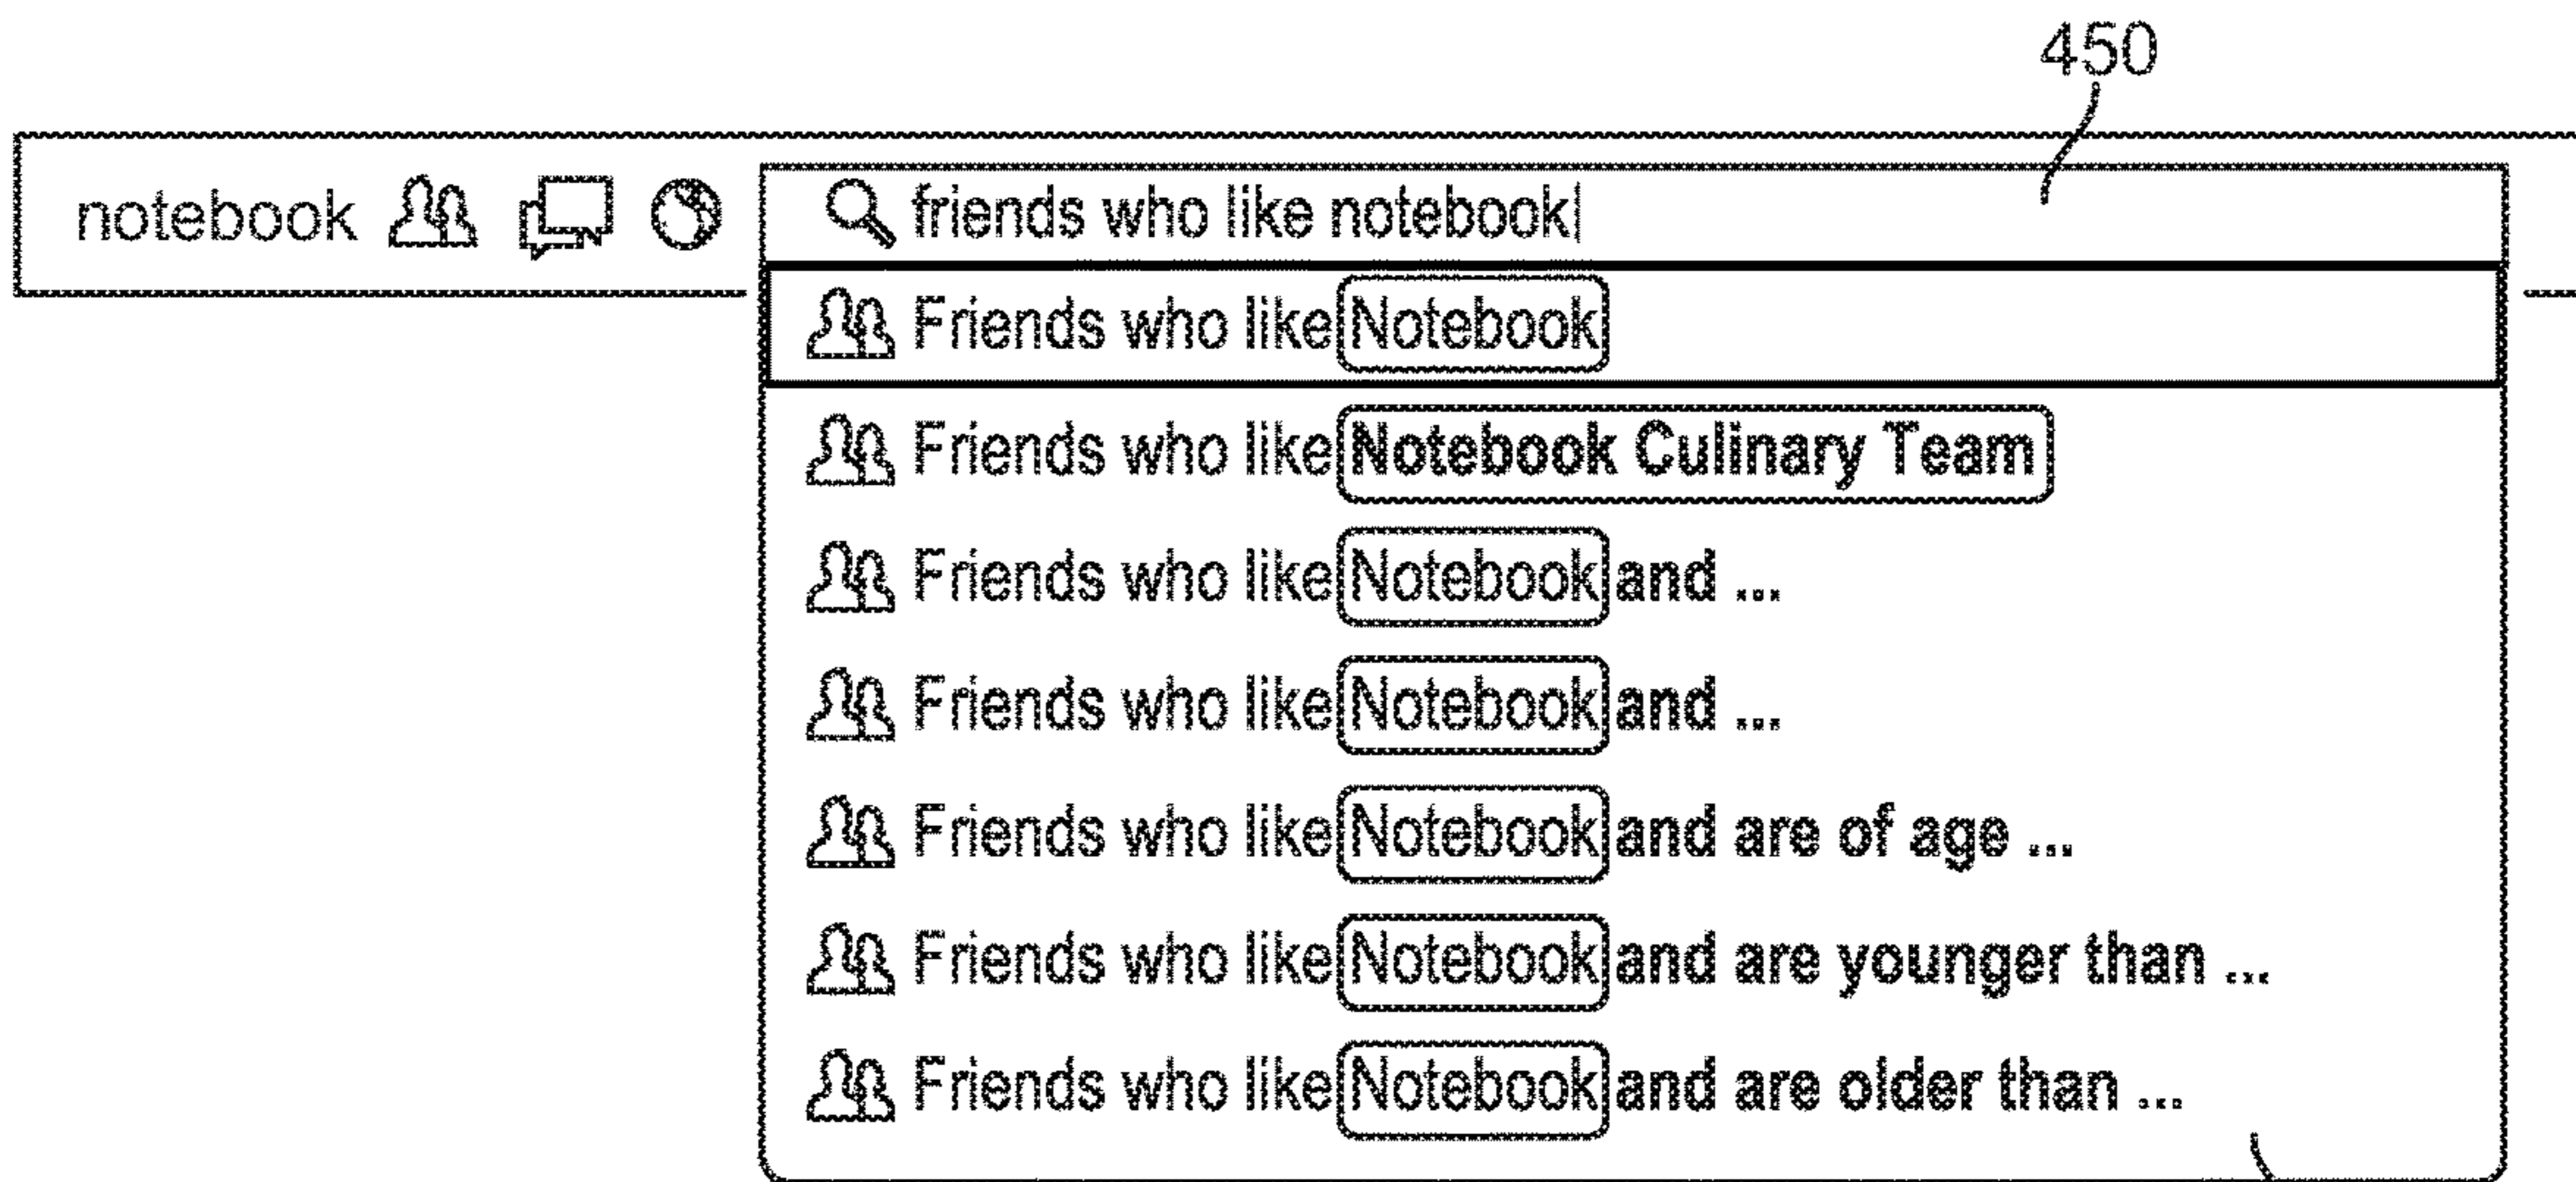 450
notebook friends who like notebook
Friends who like Notebook
Friends who like Notebook Culinary Team
Friends who like Notebook and ...
Friends who like Notebook and ...
Friends who like Notebook and are of age ...
Friends who like Notebook and are younger than ...
Friends who like Notebook and are older than ...